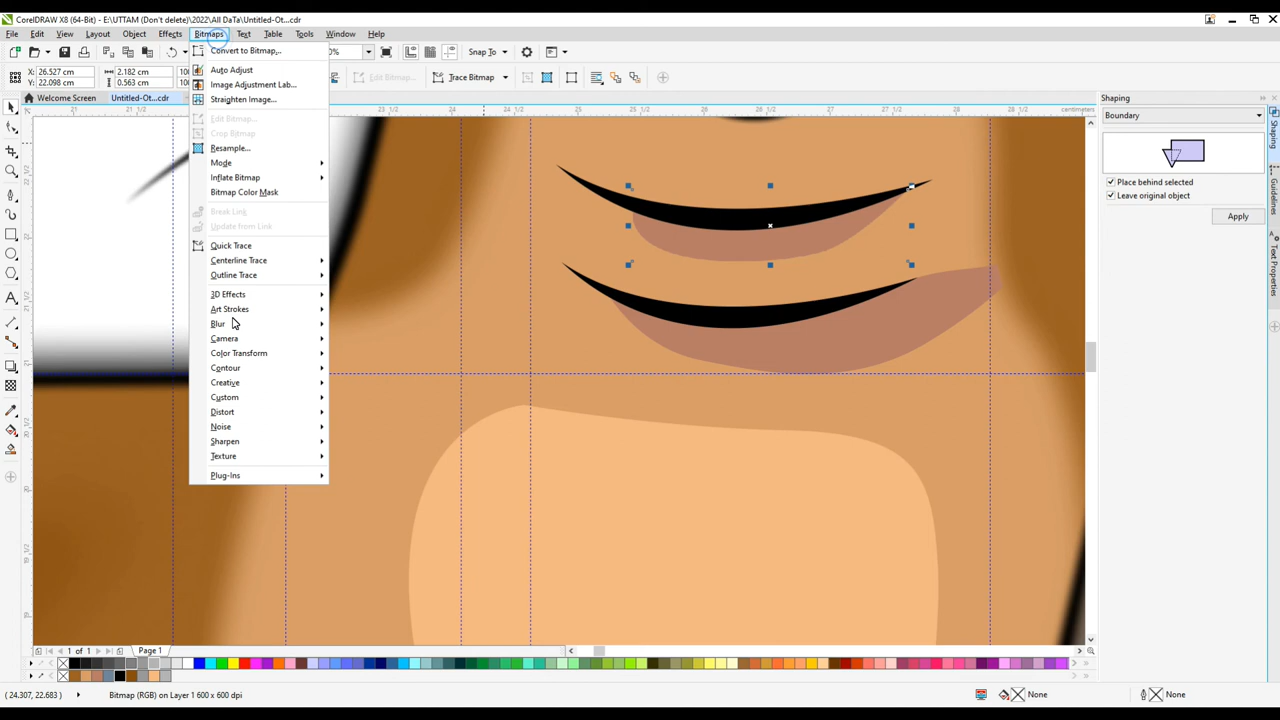 CorelDRAW X8 (64-Bit) - E:\UTTAM (Don't delete)\2022\All DaTa\Untitled-Ot...cdr
File Edit View Layout Object Effects Bitmaps Text Table Tools Window Help
0% Snap To
X: 26.527 cm
Y: 22.098 cm
2.182 cm
0.563 cm
Edit Bitmap... Trace Bitmap
Welcome Screen Untitled-Ot...cdr
centimeters
Convert to Bitmap...
Auto Adjust
Image Adjustment Lab...
Straighten Image...
Edit Bitmap...
Crop Bitmap
Resample...
Mode
Inflate Bitmap
Bitmap Color Mask
Break Link
Update from Link
Quick Trace
Centerline Trace
Outline Trace
3D Effects
Art Strokes
Blur
Camera
Color Transform
Contour
Creative
Custom
Distort
Noise
Sharpen
Texture
Plug-Ins
Shaping
Boundary
Place behind selected
Leave original object
Apply
Shaping
Guidelines
Text Properties
1 of 1 Page 1
(24.307, 22.683) Bitmap (RGB) on Layer 1 600 x 600 dpi None None